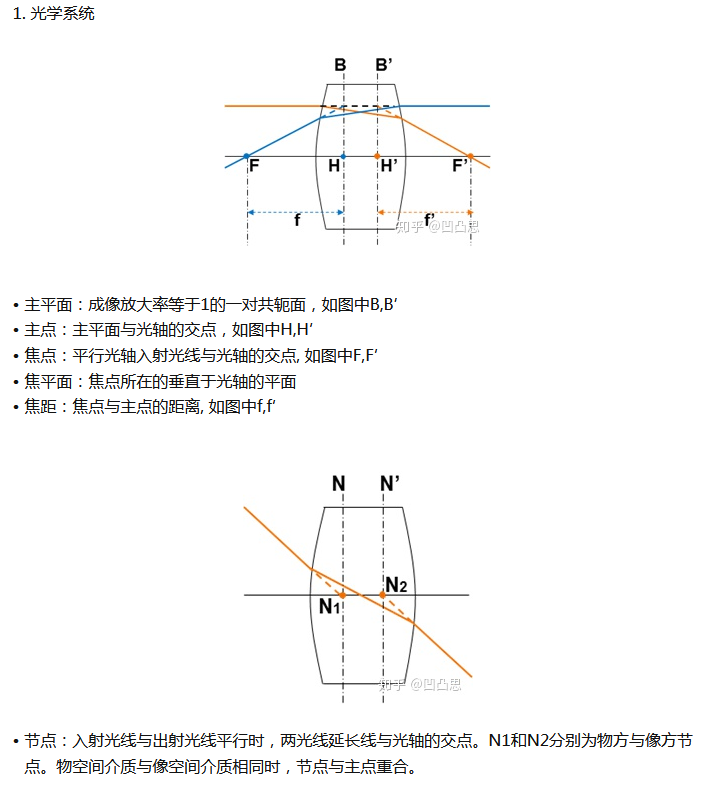 1. 光学系统
B B’
F H H’ F’
f f’
知乎 @凹凸思
• 主平面：成像放大率等于1的一对共轭面，如图中B,B′
• 主点：主平面与光轴的交点，如图中H,H′
• 焦点：平行光轴入射光线与光轴的交点, 如图中F,F′
• 焦平面：焦点所在的垂直于光轴的平面
• 焦距：焦点与主点的距离, 如图中f,f′
N N’
N2
N1
知乎 @凹凸思
• 节点：入射光线与出射光线平行时，两光线延长线与光轴的交点。N1和N2分别为物方与像方节
点。物空间介质与像空间介质相同时，节点与主点重合。